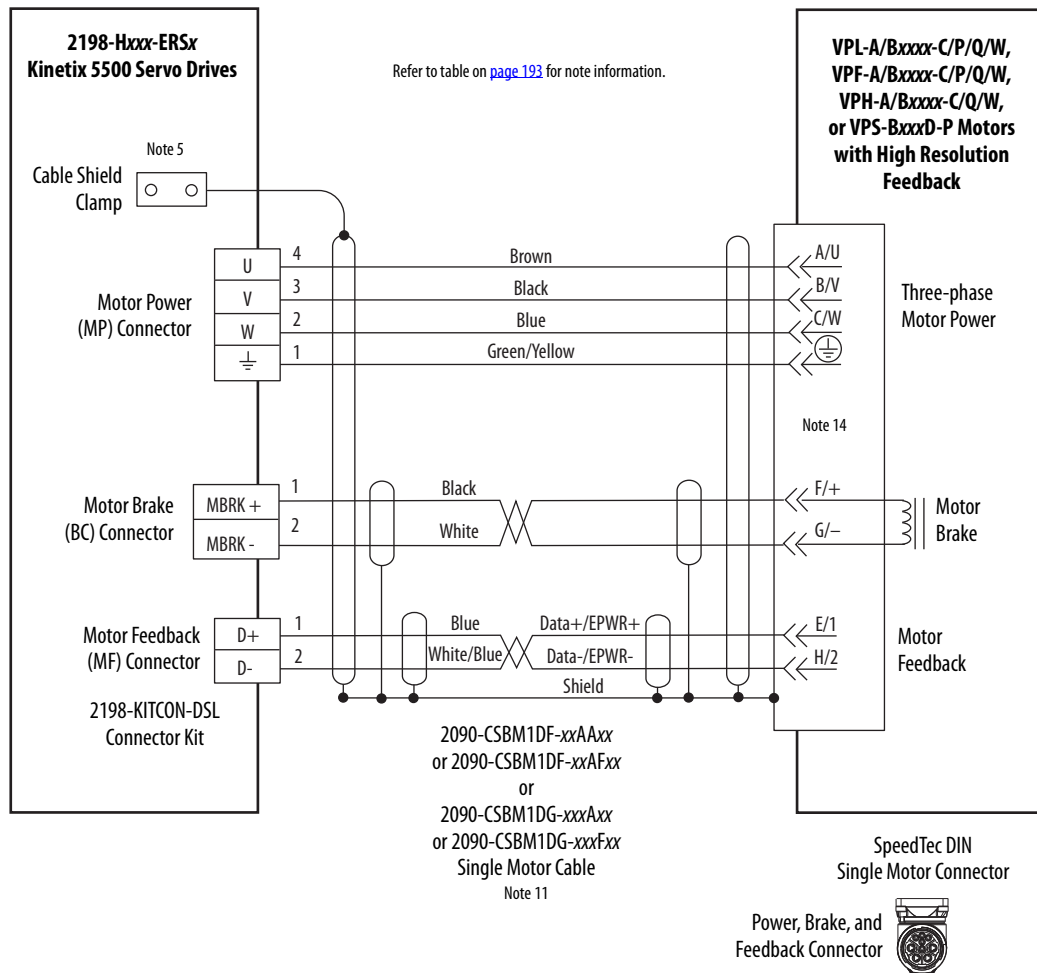 2198-Hxxx-ERSx
Kinetix 5500 Servo Drives
Refer to table on page 193 for note information.
VPL-A/Bxxxx-C/P/Q/W,
VPF-A/Bxxxx-C/P/Q/W,
VPH-A/Bxxxx-C/Q/W,
or VPS-BxxxD-P Motors
with High Resolution
Feedback
Note 5
Cable Shield
Clamp
Motor Power
(MP) Connector
U 4 Brown A/U
V 3 Black B/V
W 2 Blue C/W
1 Green/Yellow
Three-phase
Motor Power
Note 14
Motor Brake
(BC) Connector
MBRK + 1 Black F/+
MBRK - 2 White G/–
Motor
Brake
Motor Feedback
(MF) Connector
D+ 1 Blue Data+/EPWR+ E/1
D- 2 White/Blue Data-/EPWR- H/2
Shield
Motor
Feedback
2198-KITCON-DSL
Connector Kit
2090-CSBM1DF-xxAAxx
or 2090-CSBM1DF-xxAFxx
or
2090-CSBM1DG-xxxAxx
or 2090-CSBM1DG-xxxFxx
Single Motor Cable
Note 11
SpeedTec DIN
Single Motor Connector
Power, Brake, and
Feedback Connector